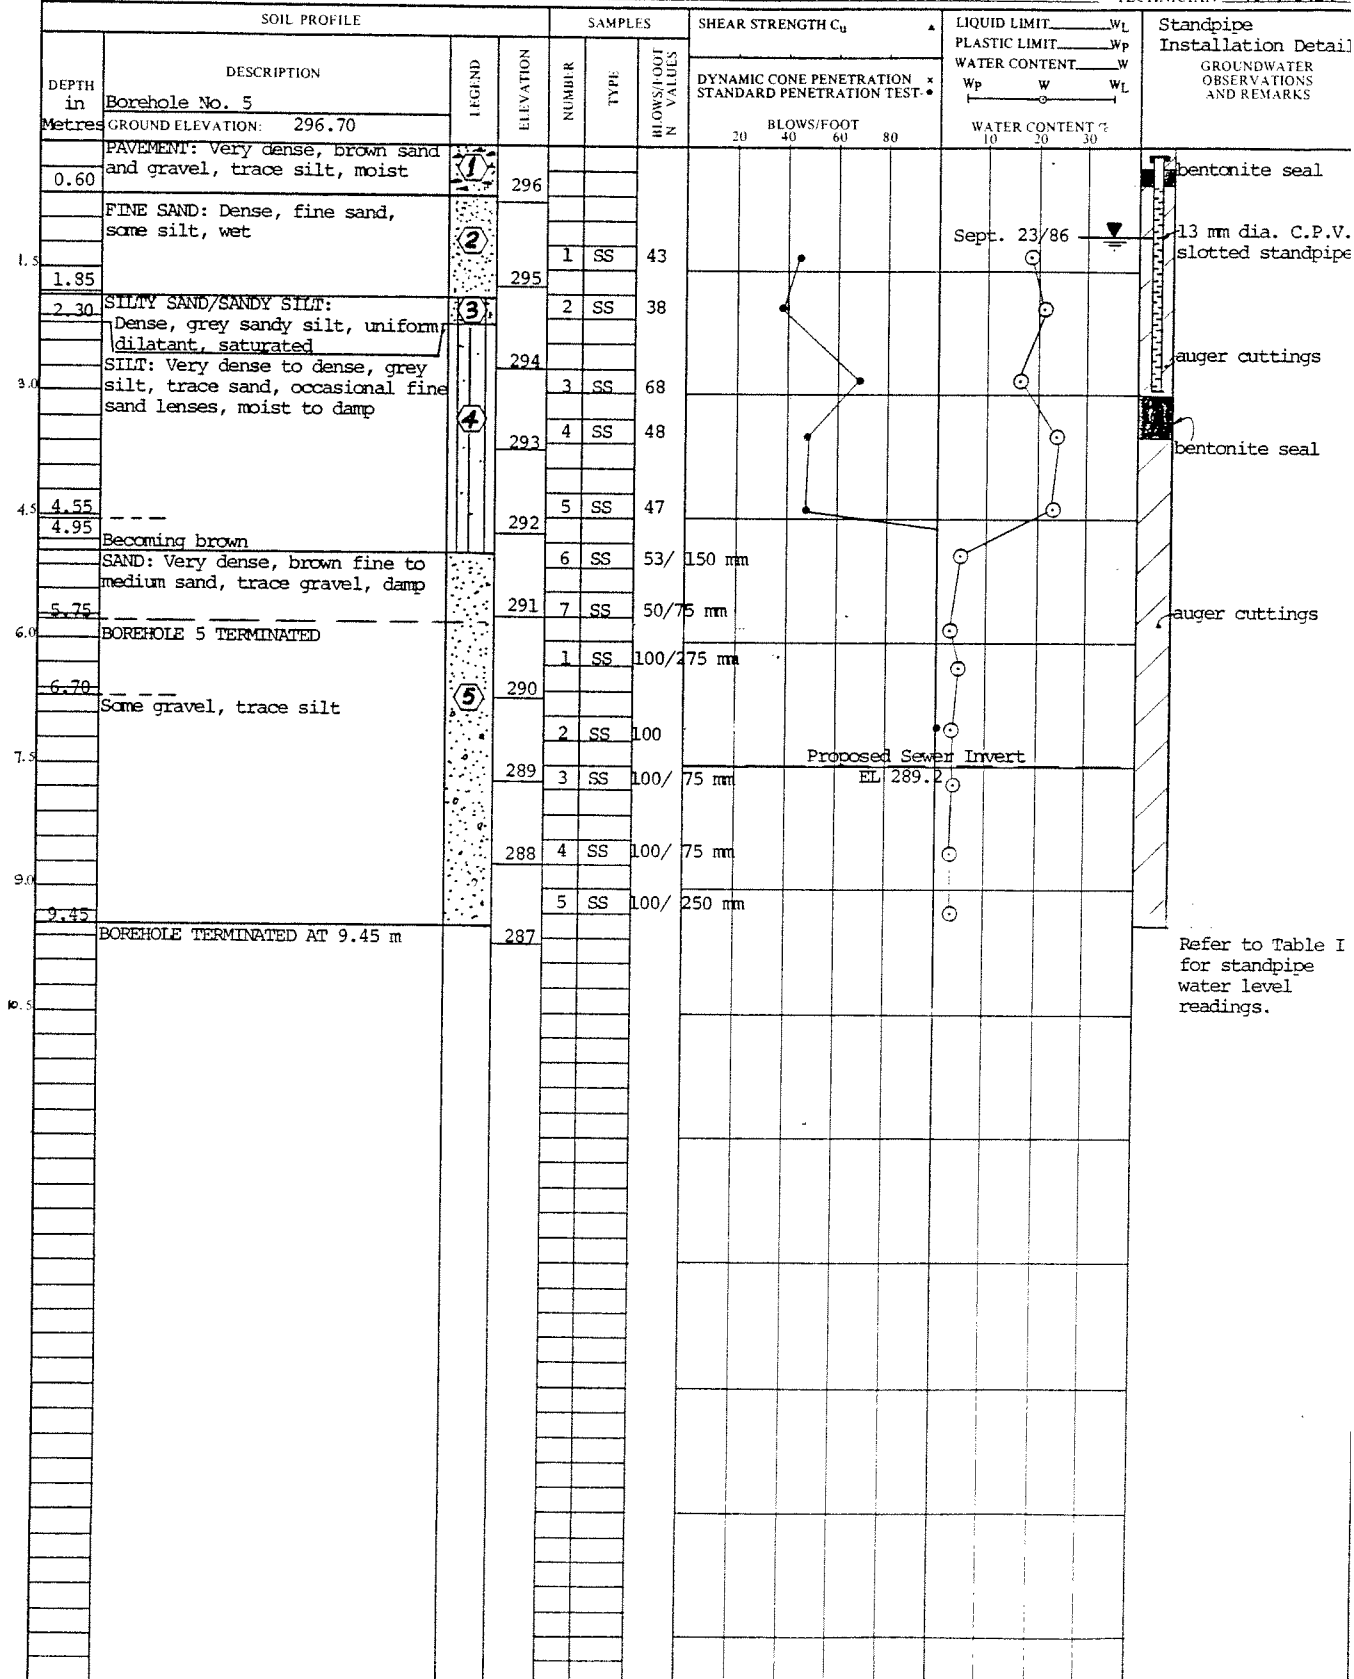 SOIL PROFILE
SAMPLES
SHEAR STRENGTH Cu
LIQUID LIMIT WL
PLASTIC LIMIT WP
WATER CONTENT W
WP W WL
Standpipe
Installation Detail
GROUNDWATER
OBSERVATIONS
AND REMARKS
DEPTH
in
Metres
DESCRIPTION
Borehole No. 5
GROUND ELEVATION: 296.70
LEGEND
ELEVATION
NUMBER
TYPE
BLOWS/FOOT
N VALUES
DYNAMIC CONE PENETRATION ×
STANDARD PENETRATION TEST- •
BLOWS/FOOT
20 40 60 80
WATER CONTENT %
10 20 30
PAVEMENT: Very dense, brown sand
and gravel, trace silt, moist
1
0.60
296
bentonite seal
FINE SAND: Dense, fine sand,
some silt, wet
2
Sept. 23/86
13 mm dia. C.P.V.
slotted standpipe
1 SS 43
1.5
1.85
295
SILTY SAND/SANDY SILT:
2.30
3
2 SS 38
Dense, grey sandy silt, uniform,
dilatant, saturated
SILT: Very dense to dense, grey
silt, trace sand, occasional fine
sand lenses, moist to damp
294
auger cuttings
3.0
3 SS 68
4
4 SS 48
293
bentonite seal
4.5
4.55
5 SS 47
4.95
292
Becoming brown
SAND: Very dense, brown fine to
medium sand, trace gravel, damp
6 SS 53/ 150 mm
5.75
291
7 SS 50/75 mm
auger cuttings
6.0
BOREHOLE 5 TERMINATED
1 SS 100/275 mm
6.70
290
Some gravel, trace silt
5
2 SS 100
7.5
Proposed Sewer Invert
EL 289.2
289
3 SS 100/ 75 mm
288
4 SS 100/ 75 mm
9.0
5 SS 100/ 250 mm
9.45
BOREHOLE TERMINATED AT 9.45 m
287
Refer to Table I
for standpipe
water level
readings.
10.5